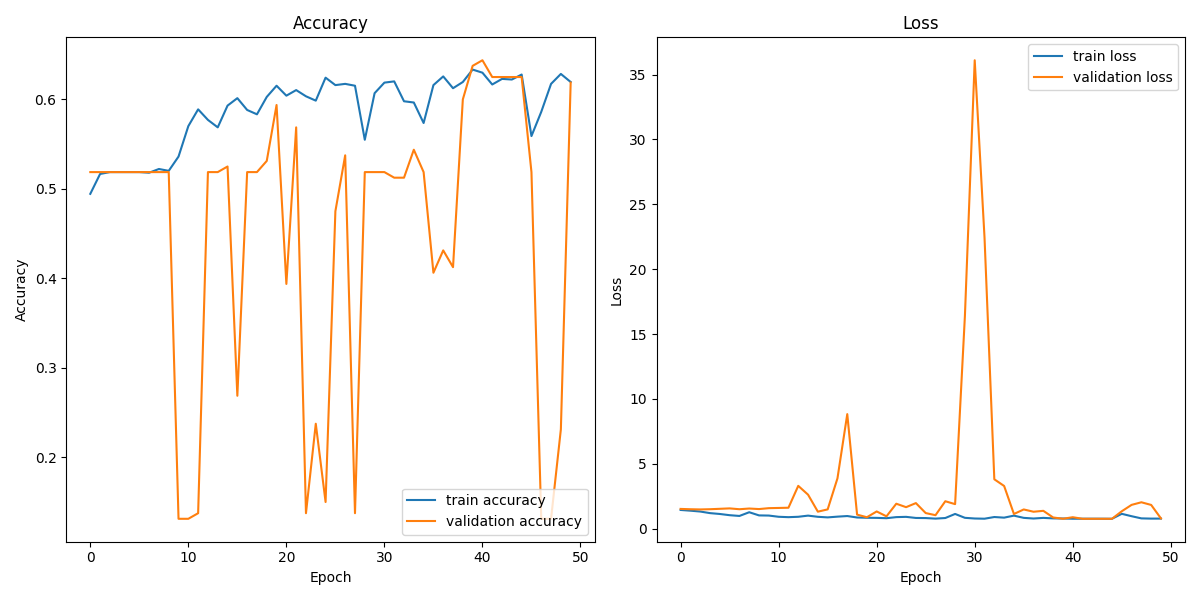 Accuracy
Accuracy
0.6
0.5
0.4
0.3
0.2
train accuracy
validation accuracy
0 10 20 30 40 50
Epoch
Loss
Loss
35
30
25
20
15
10
5
0
train loss
validation loss
0 10 20 30 40 50
Epoch